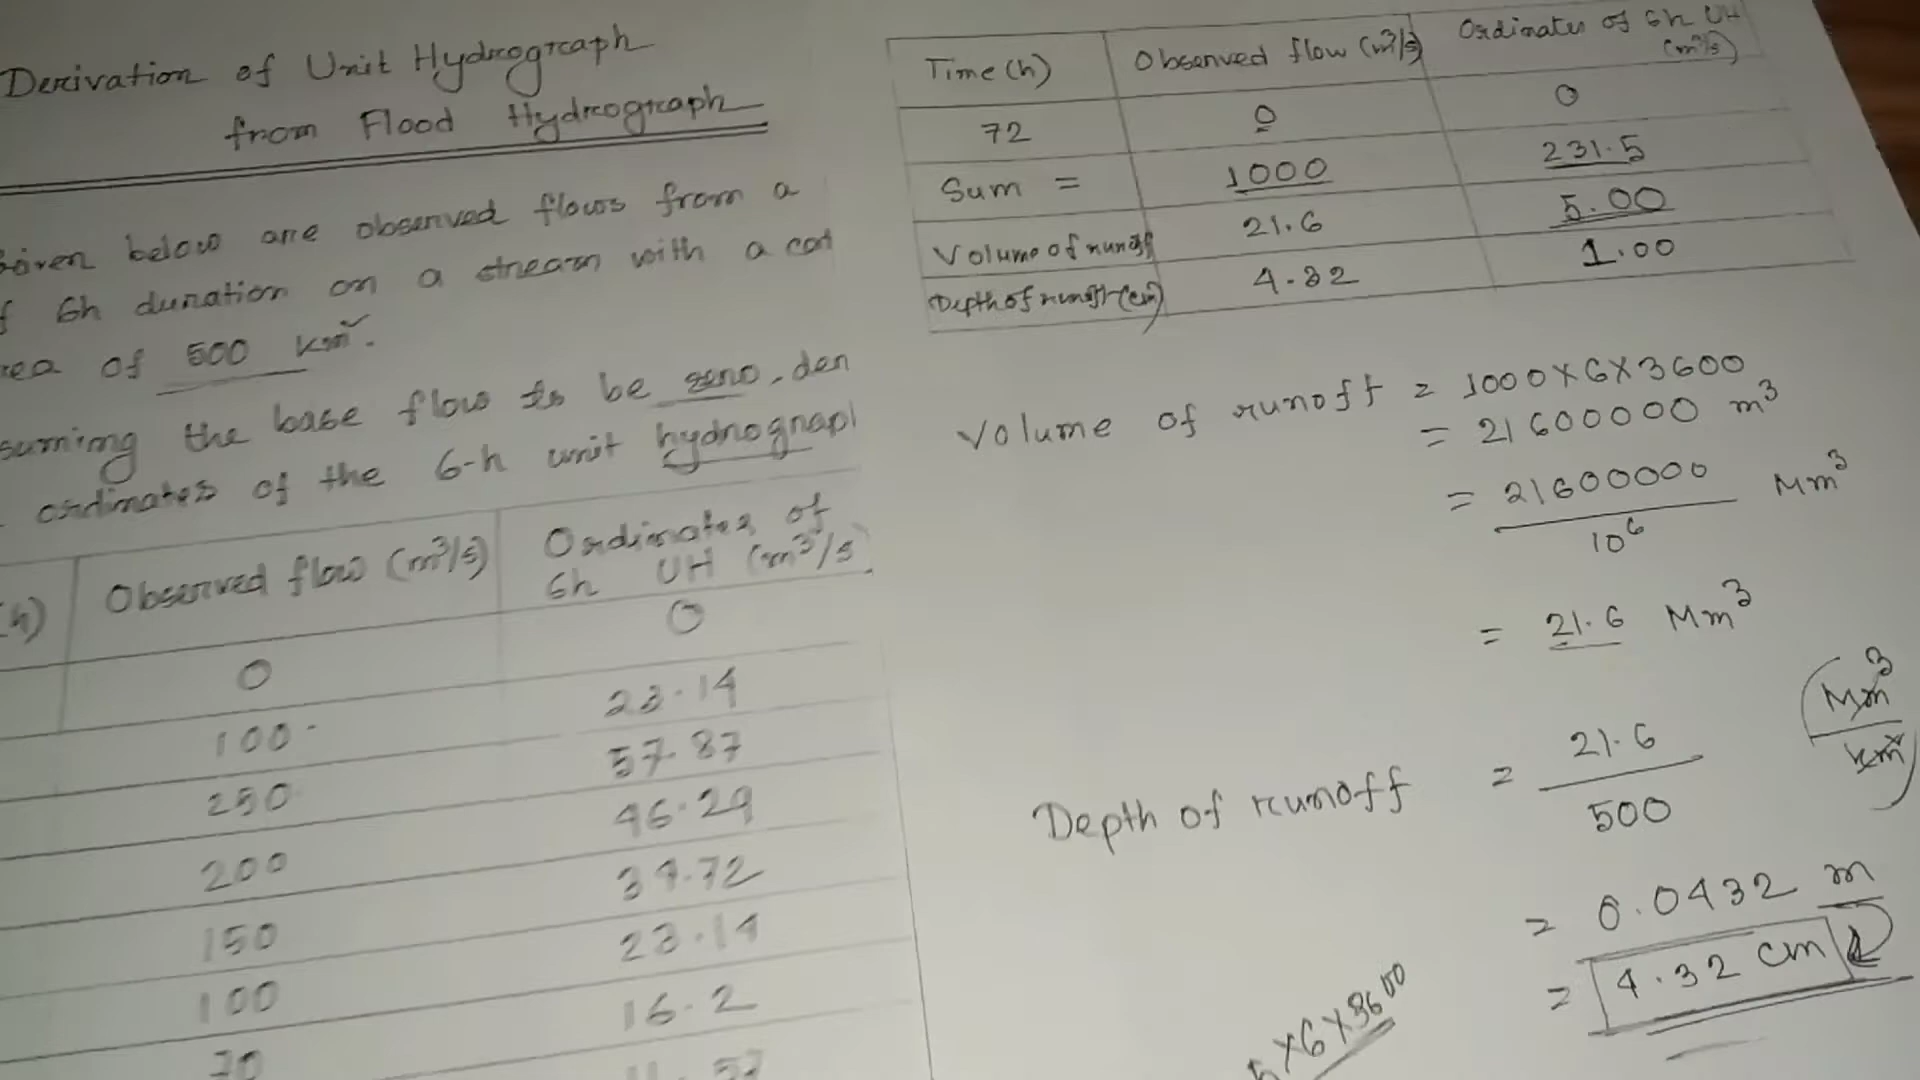 Derivation of Unit Hydrograph
from Flood Hydrograph
Given below are observed flows from a
6h duration on a stream with a cat
of 500 km².
the base flow to be zero, der
ordinates of the 6-h unit hydrograph
(h) Observed flow (m³/s) Ordinates of 6h UH (m³/s)
0 0
100 23.14
250 57.87
200 46.29
150 34.72
100 23.14
70 16.2
Time (h) Observed flow (m³/s) Ordinates of 6h UH (m³/s)
72 0 0
Sum = 1000 231.5
Volume of runoff 21.6 5.00
Depth of runoff (cm) 4.32 1.00
Volume of runoff = 1000×6×3600
= 21600000 m³
= 21600000 / 10⁶ Mm³
= 21.6 Mm³
Depth of runoff = 21.6 / 500 (Mm³ / km²)
= 0.0432 m
= 4.32 cm
5×6×3600